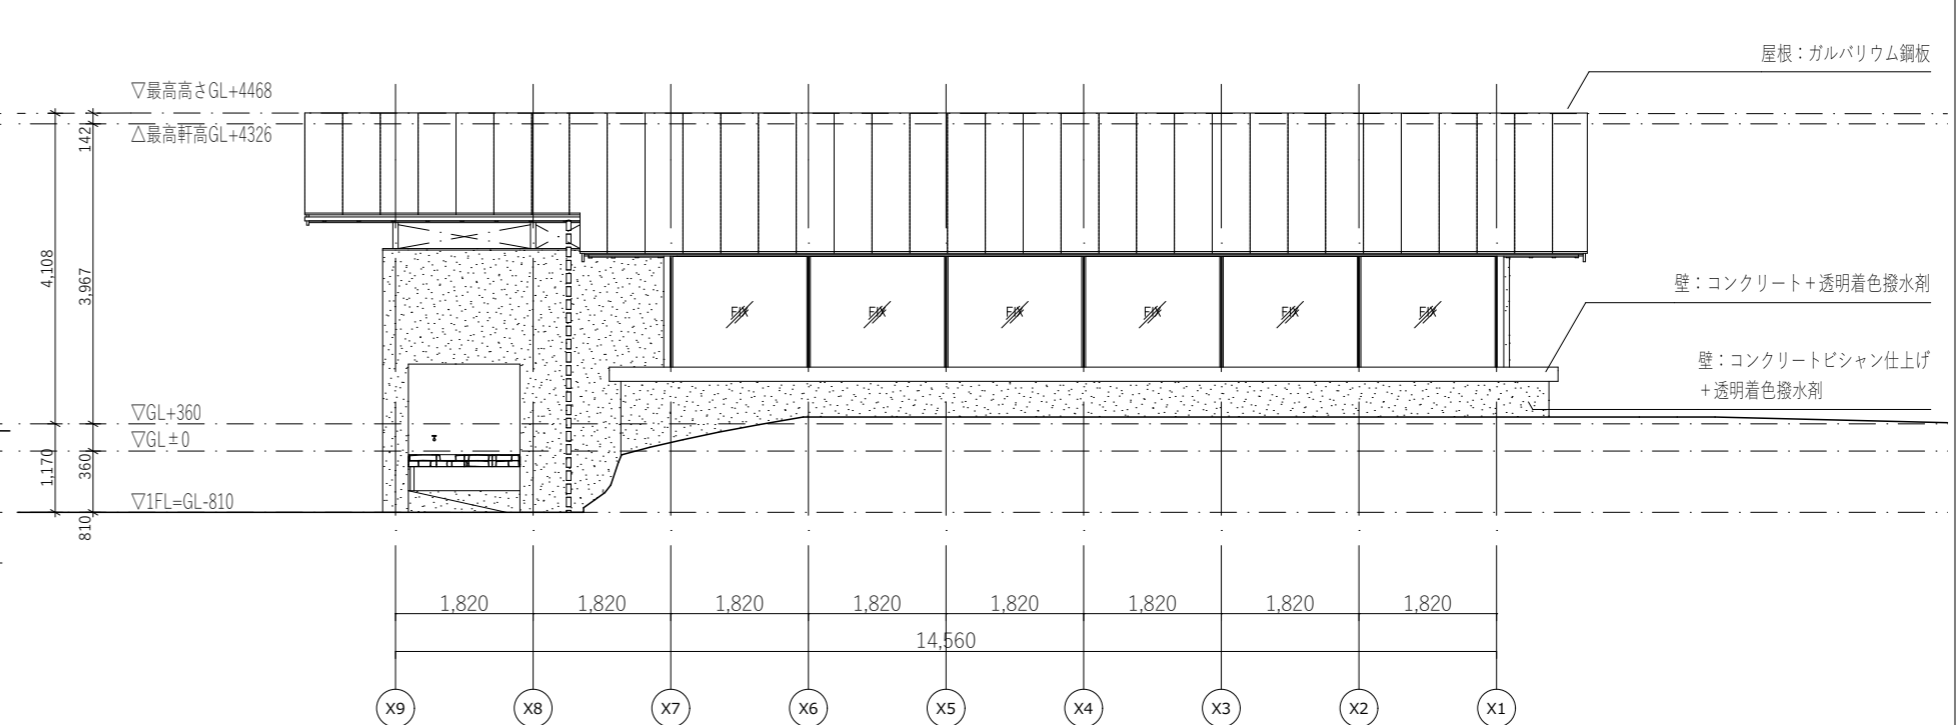 屋根：ガルバリウム鋼板
▽最高高さGL+4468
△最高軒高GL+4326
142
4,108
3,967
壁：コンクリート＋透明着色撥水剤
FIX FIX FIX FIX FIX FIX
壁：コンクリートビシャン仕上げ
＋透明着色撥水剤
▽GL+360
▽GL±0
1,170
360
▽1FL=GL-810
810
1,820 1,820 1,820 1,820 1,820 1,820 1,820 1,820
14,560
X9 X8 X7 X6 X5 X4 X3 X2 X1